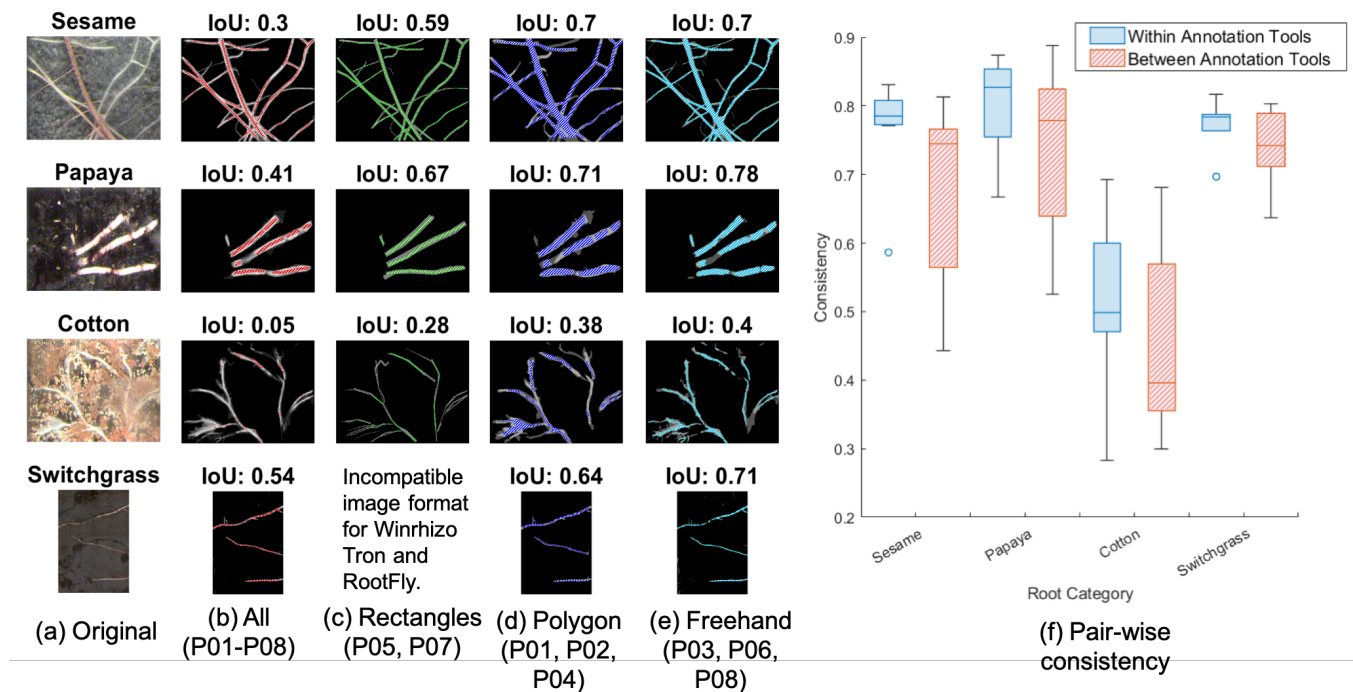 Sesame
IoU: 0.3
IoU: 0.59
IoU: 0.7
IoU: 0.7
Papaya
IoU: 0.41
IoU: 0.67
IoU: 0.71
IoU: 0.78
Cotton
IoU: 0.05
IoU: 0.28
IoU: 0.38
IoU: 0.4
Switchgrass
IoU: 0.54
Incompatible
image format
for Winrhizo
Tron and
RootFly.
IoU: 0.64
IoU: 0.71
(a) Original
(b) All
(P01-P08)
(c) Rectangles
(P05, P07)
(d) Polygon
(P01, P02,
P04)
(e) Freehand
(P03, P06,
P08)
Within Annotation Tools
Between Annotation Tools
Consistency
0.9
0.8
0.7
0.6
0.5
0.4
0.3
0.2
Sesame
Papaya
Cotton
Switchgrass
Root Category
(f) Pair-wise
consistency